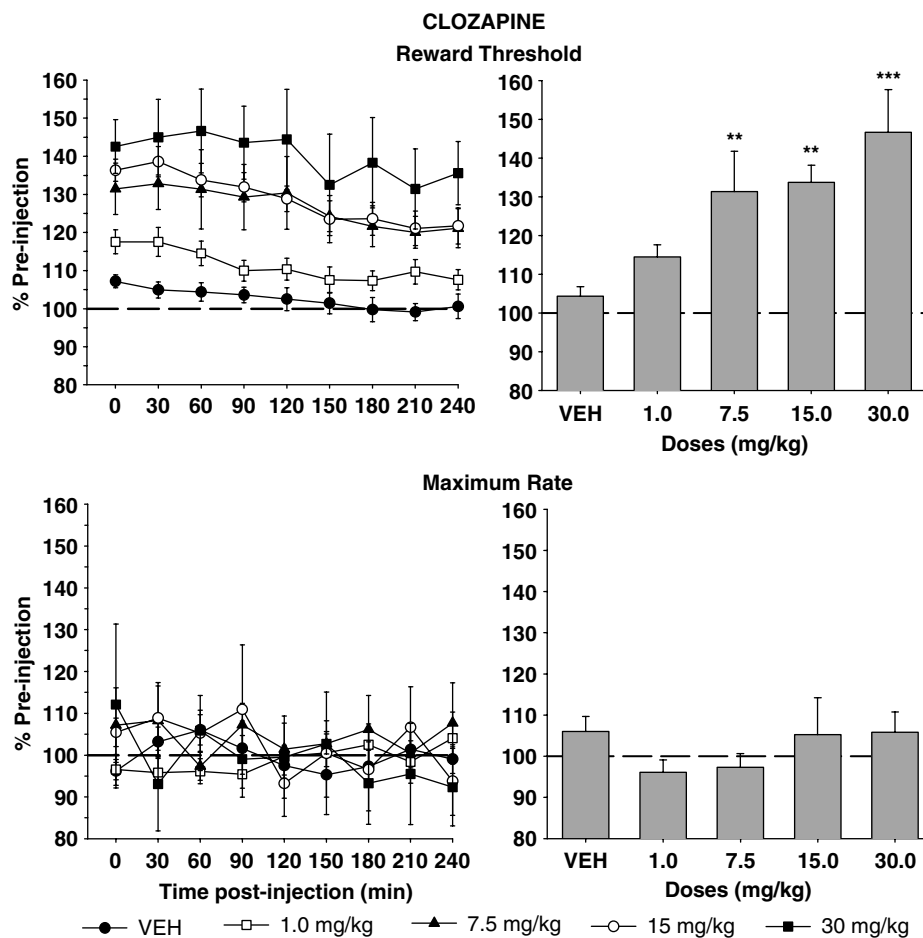 CLOZAPINE
Reward Threshold
% Pre-injection
160
150
140
130
120
110
100
90
80
0 30 60 90 120 150 180 210 240
160
150
140
130
120
110
100
90
80
** ** ***
VEH 1.0 7.5 15.0 30.0
Doses (mg/kg)
Maximum Rate
% Pre-injection
160
150
140
130
120
110
100
90
80
0 30 60 90 120 150 180 210 240
Time post-injection (min)
160
150
140
130
120
110
100
90
80
VEH 1.0 7.5 15.0 30.0
Doses (mg/kg)
VEH 1.0 mg/kg 7.5 mg/kg 15 mg/kg 30 mg/kg